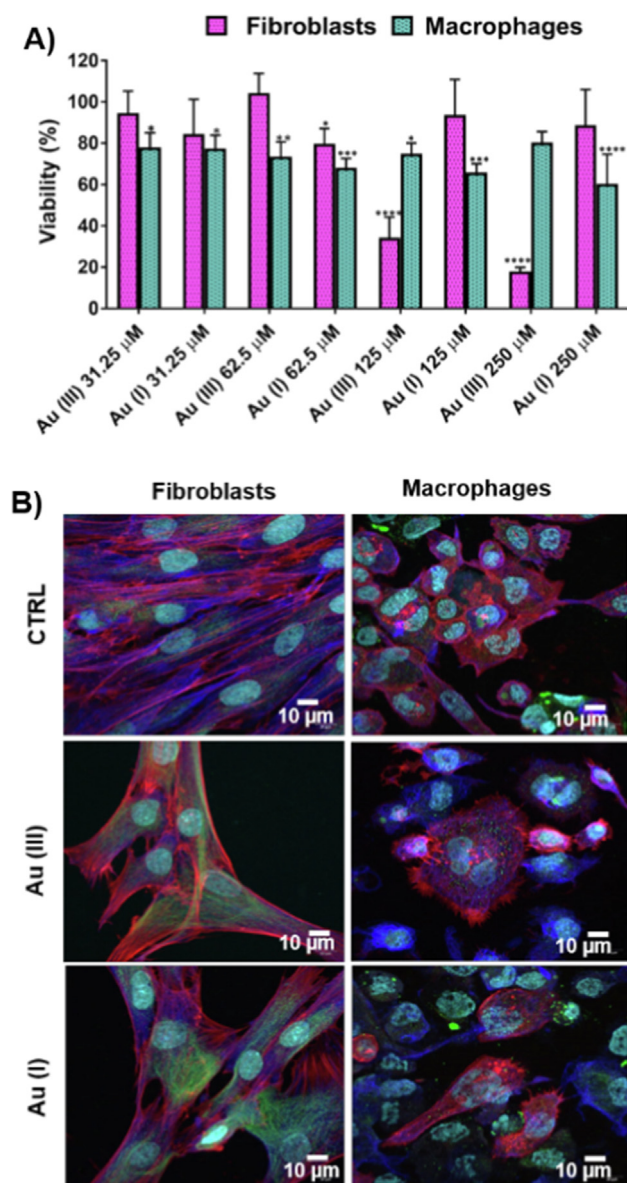 A)
Fibroblasts Macrophages
Viability (%)
120
100
80
60
40
20
0
* * ** * *** **** * *** **** ****
Au (III) 31.25 µM
Au (I) 31.25 µM
Au (III) 62.5 µM
Au (I) 62.5 µM
Au (III) 125 µM
Au (I) 125 µM
Au (III) 250 µM
Au (I) 250 µM
B)
Fibroblasts Macrophages
CTRL
10 µm 10 µm
Au (III)
10 µm 10 µm
Au (I)
10 µm 10 µm